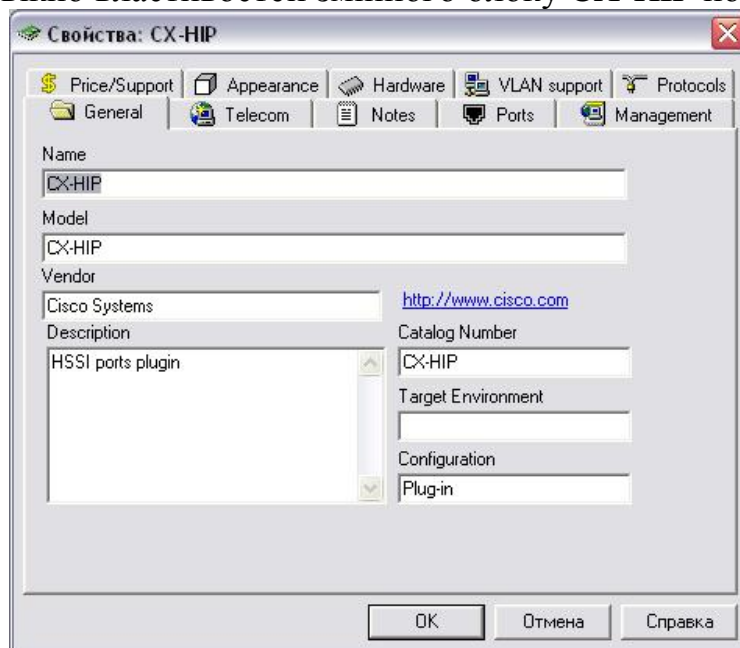 Свойства: CX-HIP
Price/Support Appearance Hardware VLAN support Protocols
General Telecom Notes Ports Management
Name
CX-HIP
Model
CX-HIP
Vendor
Cisco Systems
http://www.cisco.com
Description
HSSI ports plugin
Catalog Number
CX-HIP
Target Environment
Configuration
Plug-in
OK Отмена Справка